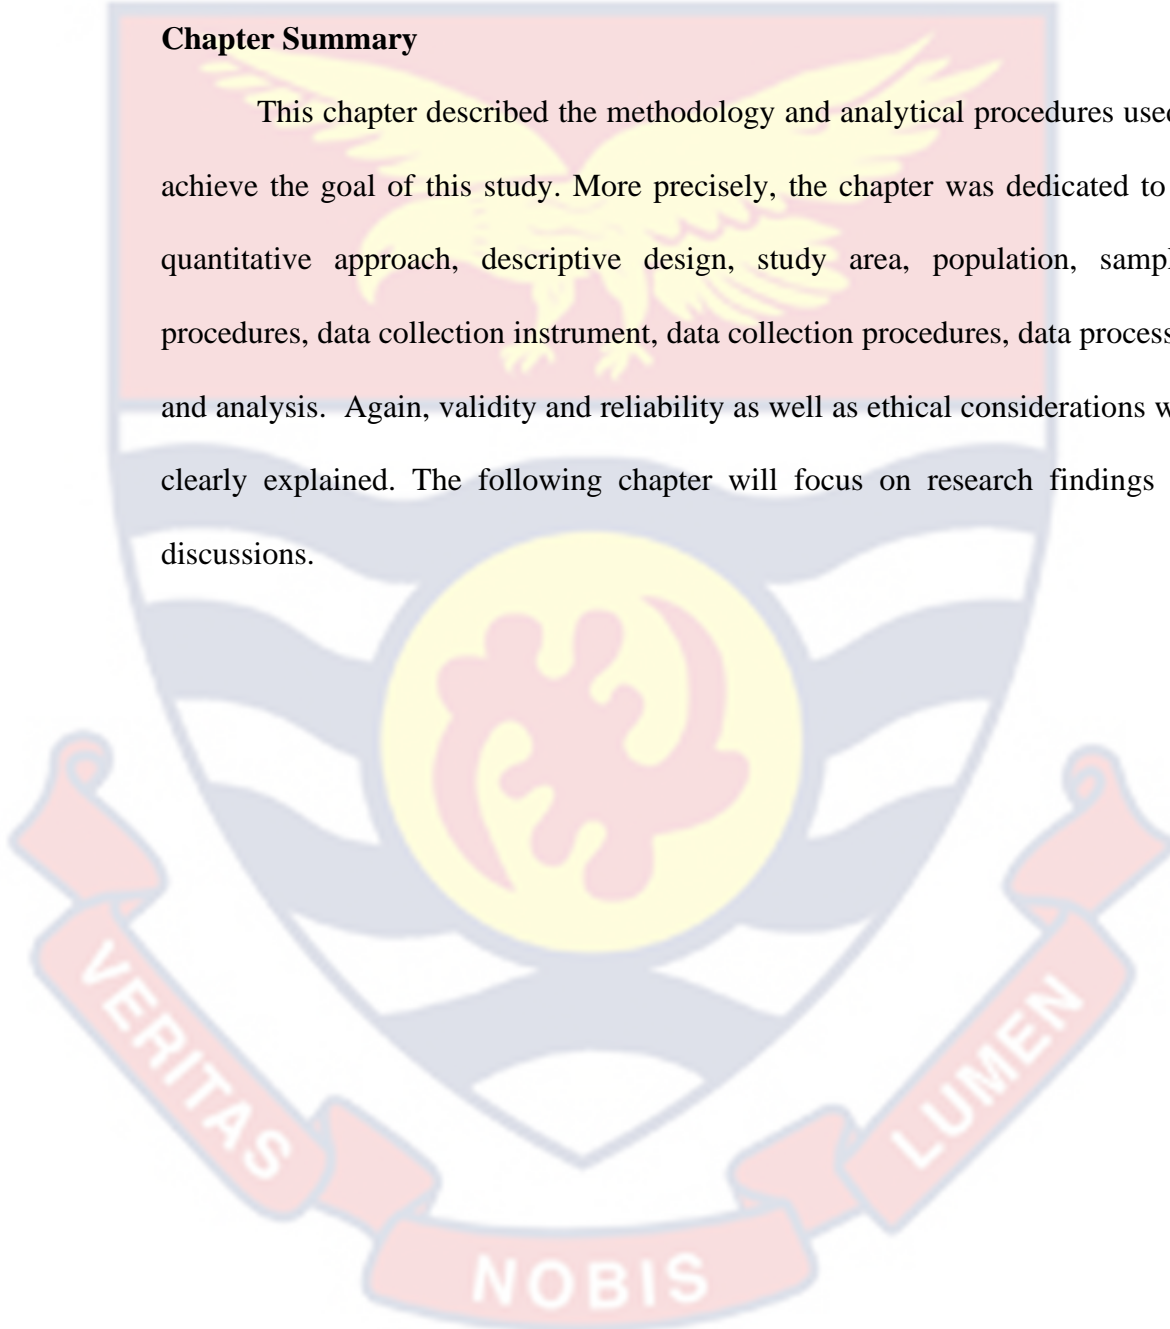 Chapter Summary
This chapter described the methodology and analytical procedures used
achieve the goal of this study. More precisely, the chapter was dedicated to
quantitative approach, descriptive design, study area, population, sampl
procedures, data collection instrument, data collection procedures, data process
and analysis. Again, validity and reliability as well as ethical considerations w
clearly explained. The following chapter will focus on research findings
discussions.
VERITAS
NOBIS
LUMEN